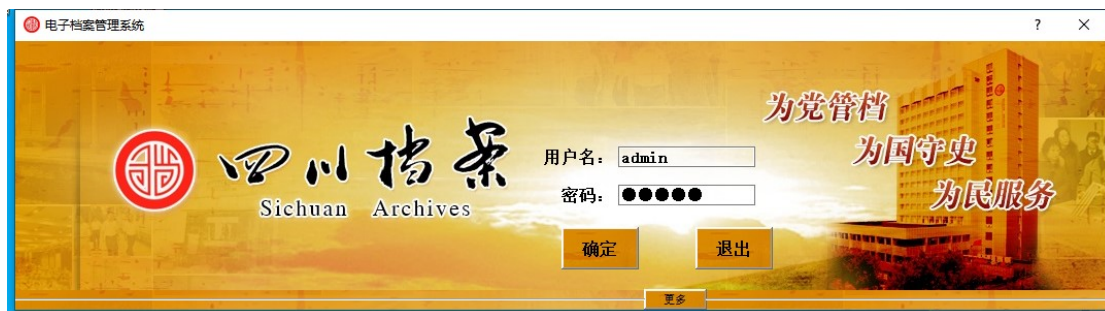 电子档案管理系统
?
×
四川档案
Sichuan Archives
为党管档
为国守史
为民服务
用户名： admin
密码： ●●●●●
确定
退出
更多